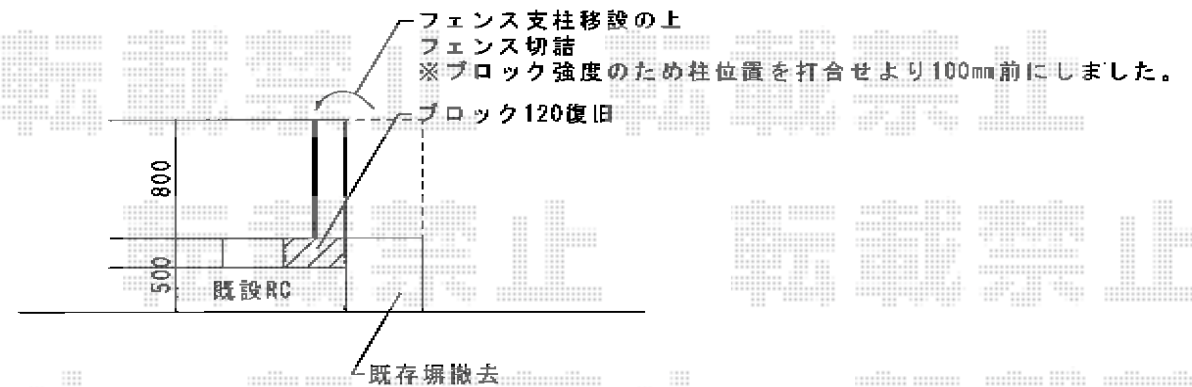 フェンス支柱移設の上
フェンス切詰
※ブロック強度のため柱位置を打合せより100㎜前にしました。
ブロック120復旧
800
500
既設RC
既存塀撤去
転載禁止 転載禁止
転載禁止 転載禁止